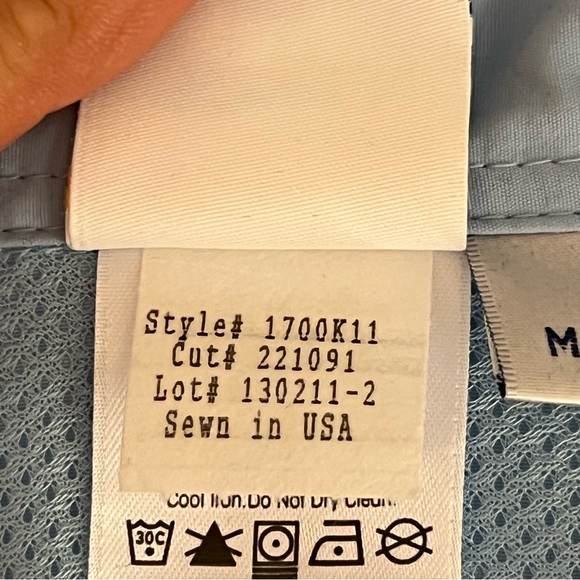 Style# 1700K11
Cut# 221091
Lot# 130211-2
Sewn in USA
Cool Iron.Do Not Dry Clean.
30C
M